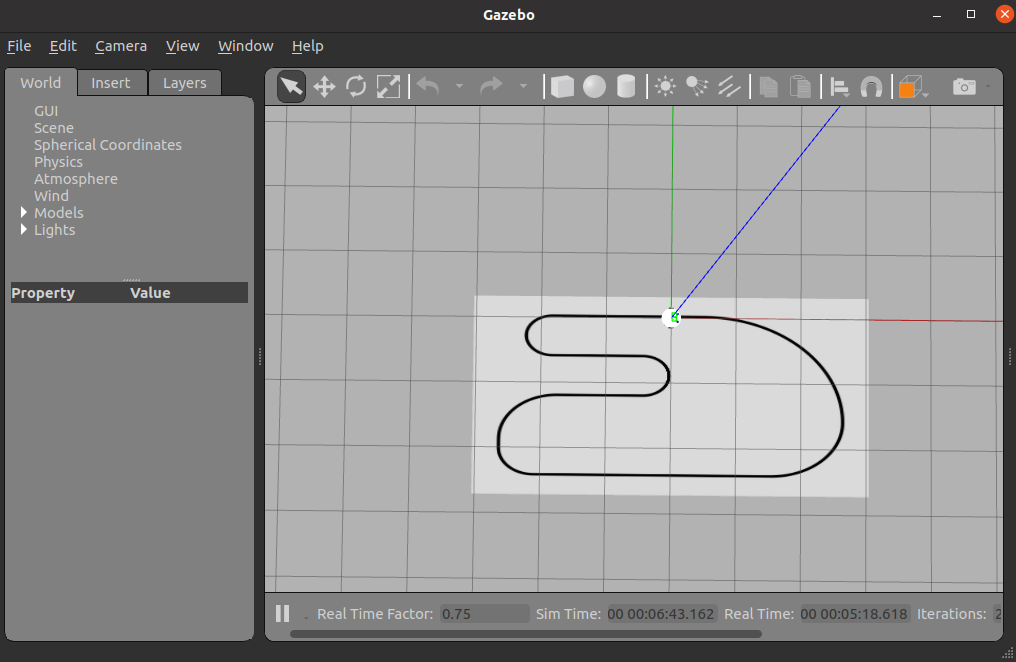 Gazebo
File Edit Camera View Window Help
World Insert Layers
GUI
Scene
Spherical Coordinates
Physics
Atmosphere
Wind
Models
Lights
Property Value
Real Time Factor: 0.75 Sim Time: 00 00:06:43.162 Real Time: 00 00:05:18.618 Iterations: 2